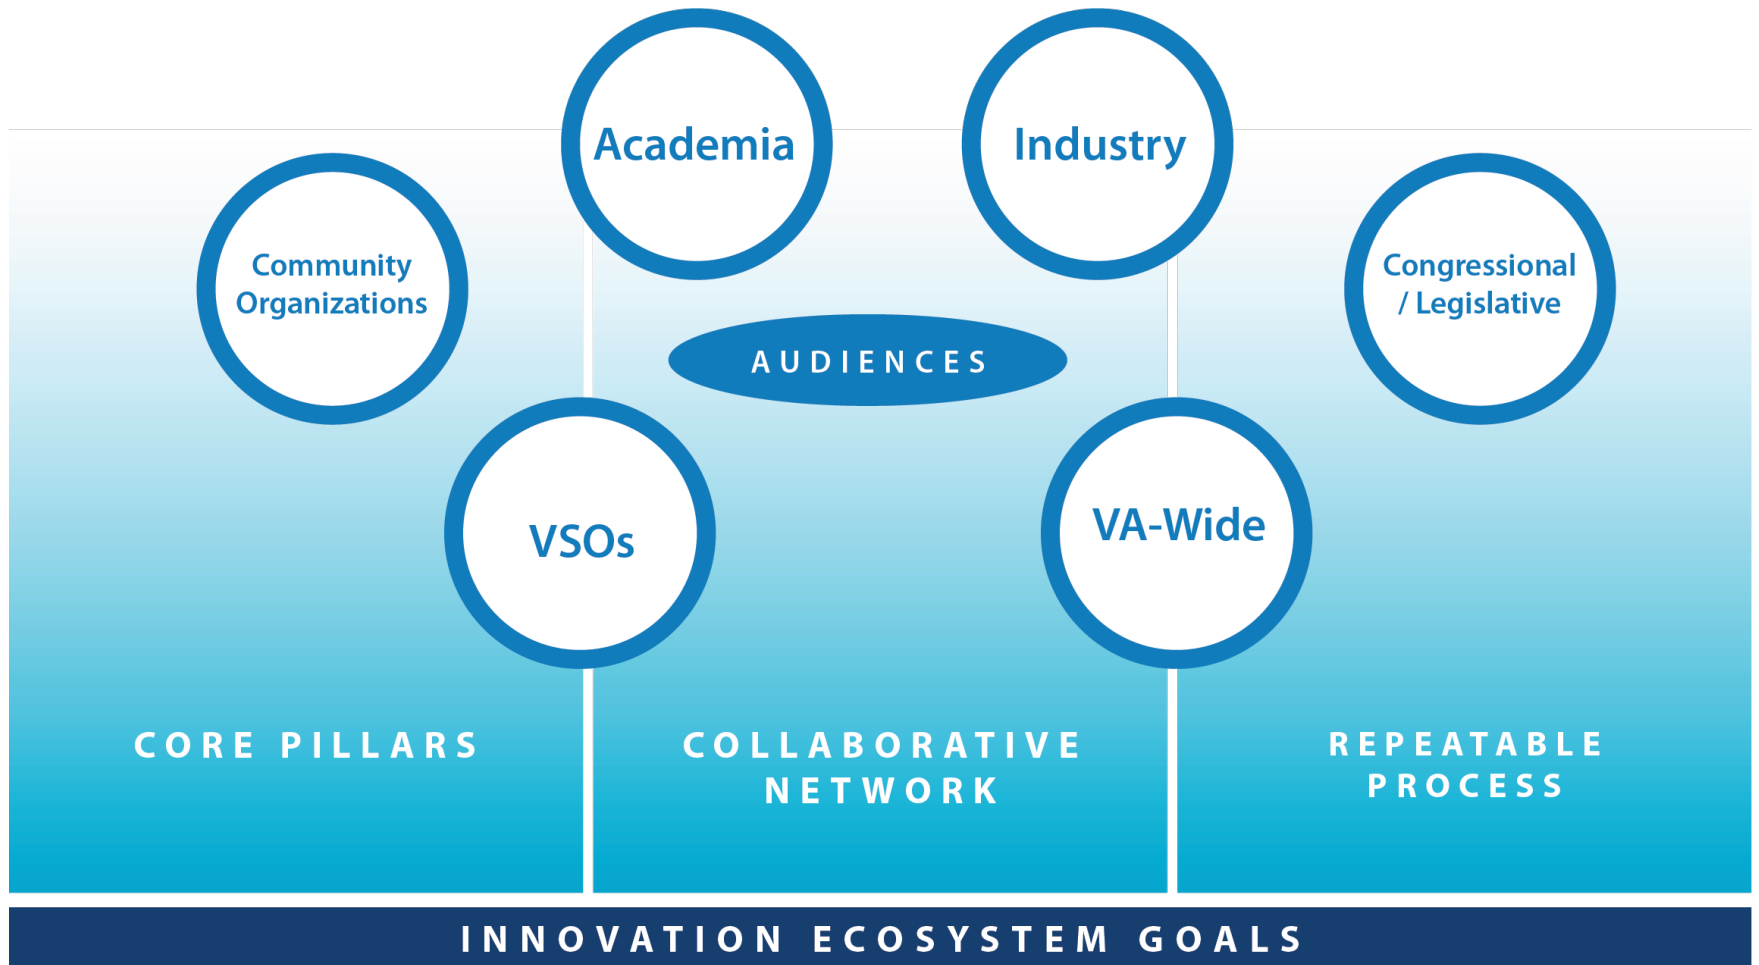 Academia
Industry
Community
Organizations
Congressional
/ Legislative
AUDIENCES
VSOs
VA-Wide
CORE PILLARS
COLLABORATIVE
NETWORK
REPEATABLE
PROCESS
INNOVATION ECOSYSTEM GOALS